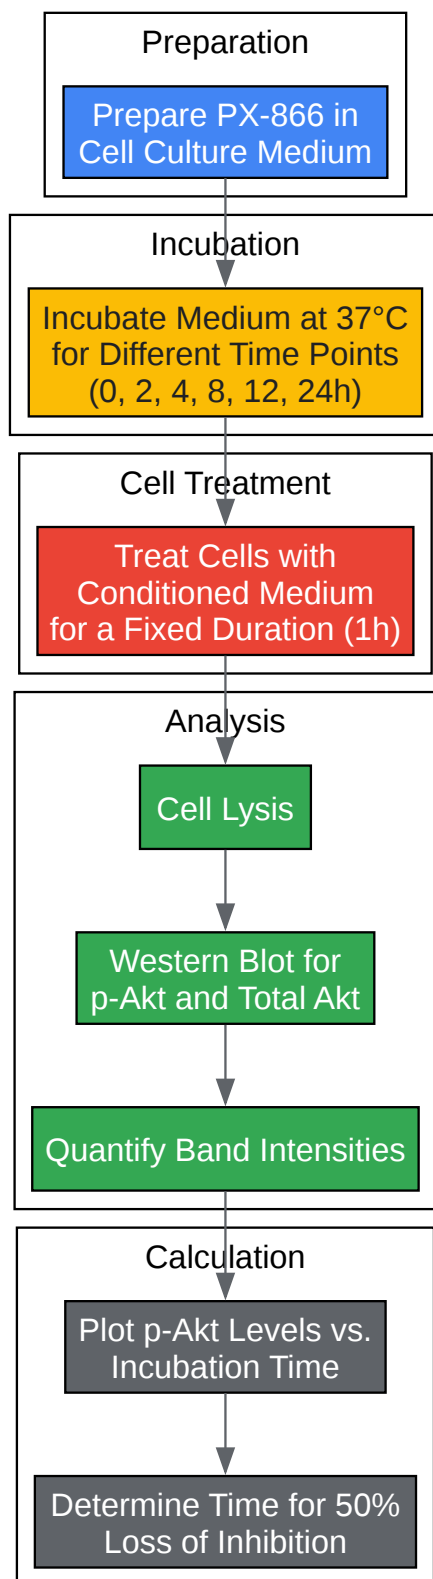 Preparation
Prepare PX-866 in
Cell Culture Medium
Incubation
Incubate Medium at 37°C
for Different Time Points
(0, 2, 4, 8, 12, 24h)
Cell Treatment
Treat Cells with
Conditioned Medium
for a Fixed Duration (1h)
Analysis
Cell Lysis
Western Blot for
p-Akt and Total Akt
Quantify Band Intensities
Calculation
Plot p-Akt Levels vs.
Incubation Time
Determine Time for 50%
Loss of Inhibition